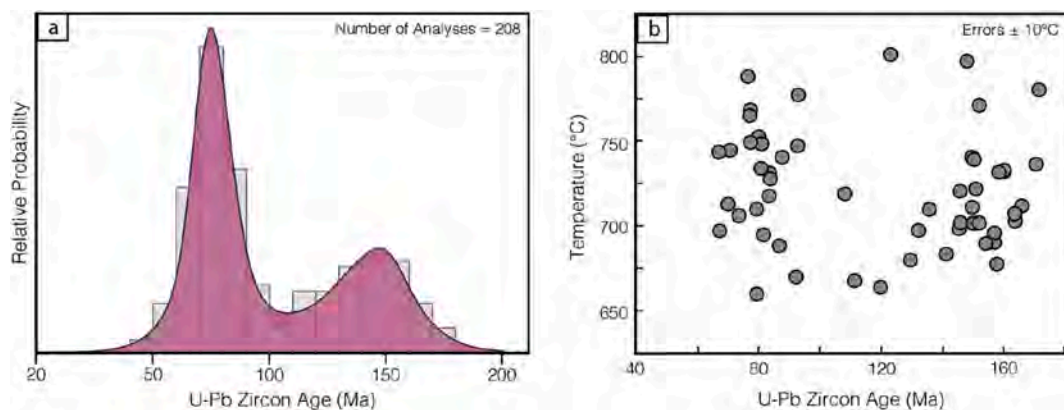 a
Number of Analyses = 208
Relative Probability
20
50
100
150
200
U-Pb Zircon Age (Ma)
b
Errors ± 10°C
Temperature (°C)
800
750
700
650
40
80
120
160
U-Pb Zircon Age (Ma)